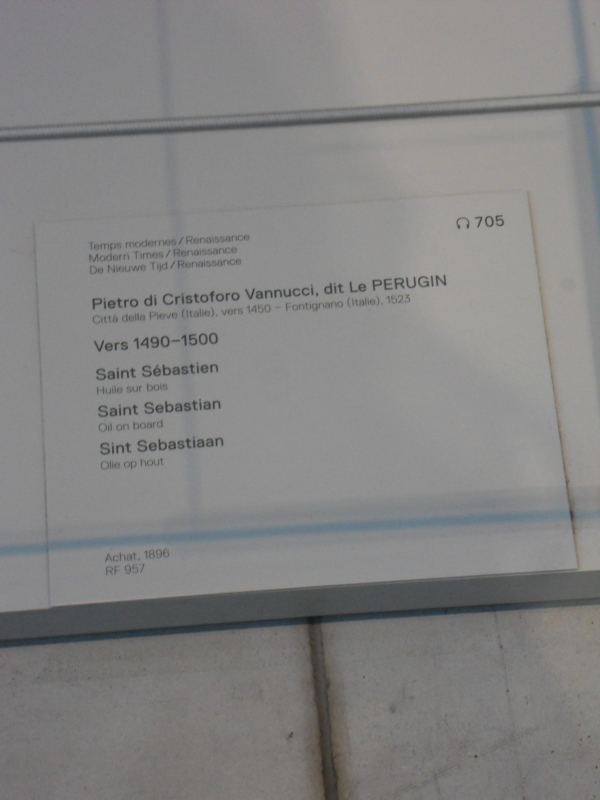 705
Temps modernes / Renaissance
Modern Times / Renaissance
De Nieuwe Tijd / Renaissance
Pietro di Cristoforo Vannucci, dit Le PERUGIN
Città della Pieve (Italie), vers 1450 – Fontignano (Italie), 1523
Vers 1490–1500
Saint Sébastien
Huile sur bois
Saint Sebastian
Oil on board
Sint Sebastiaan
Olie op hout
Achat, 1896
RF 957